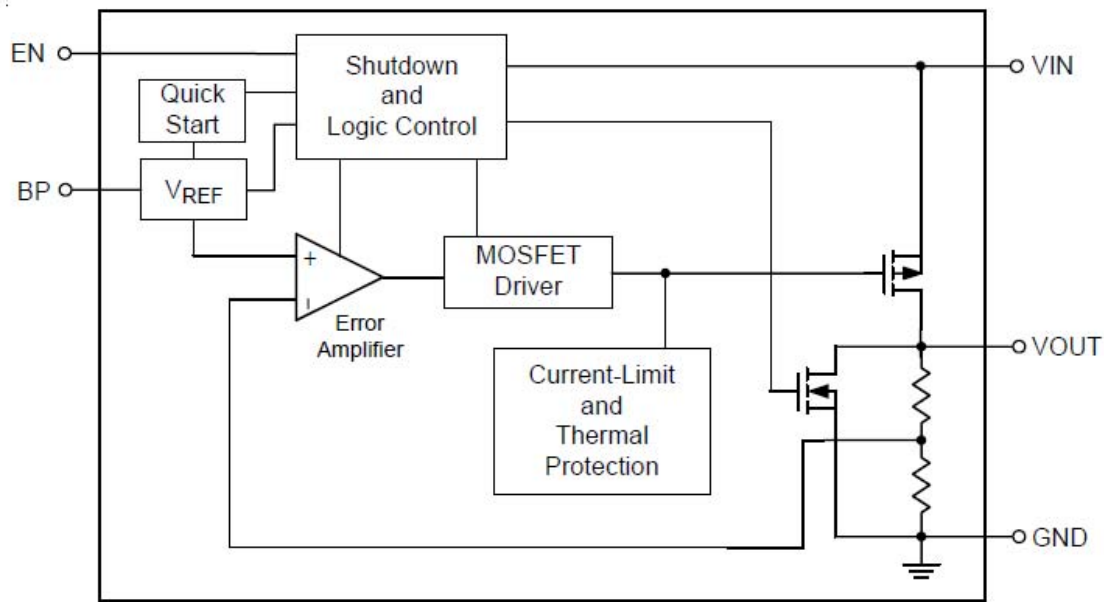 EN
Shutdown
and
Logic Control
VIN
Quick
Start
BP
VREF
+
MOSFET
Driver
Error
Amplifier
VOUT
Current-Limit
and
Thermal
Protection
GND